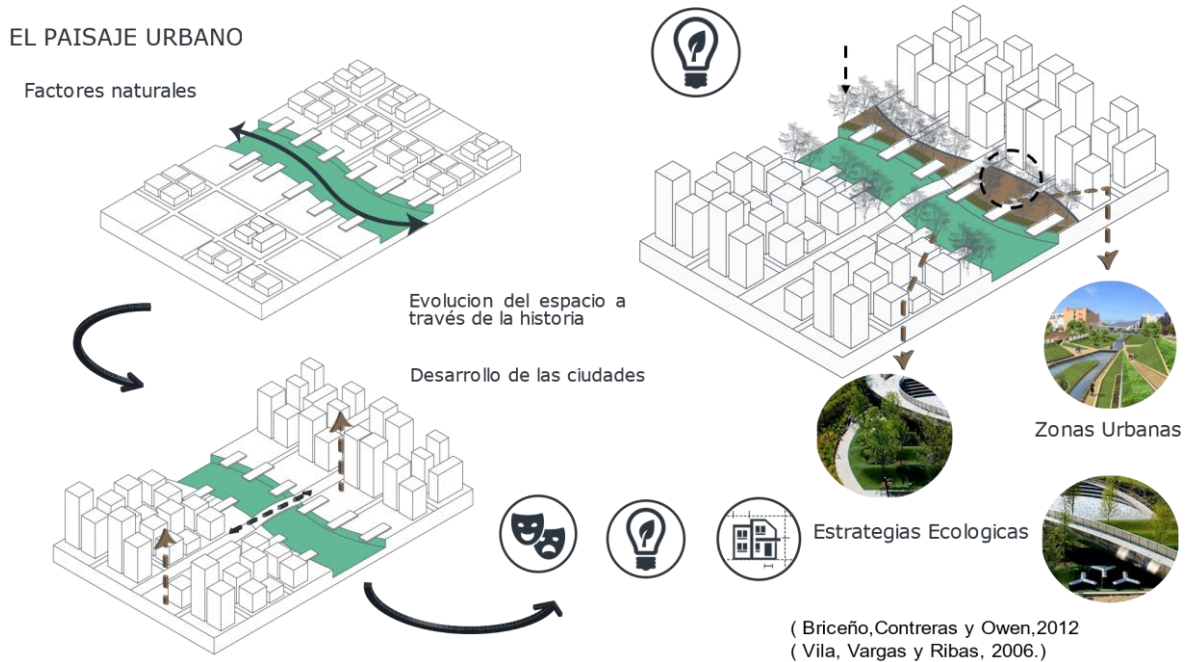 EL PAISAJE URBANO
Factores naturales
Evolucion del espacio a
través de la historia
Desarrollo de las ciudades
Zonas Urbanas
Estrategias Ecologicas
( Briceño,Contreras y Owen,2012
( Vila, Vargas y Ribas, 2006.)